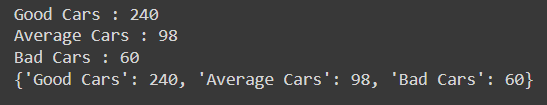 Good Cars : 240
Average Cars : 98
Bad Cars : 60
{'Good Cars': 240, 'Average Cars': 98, 'Bad Cars': 60}